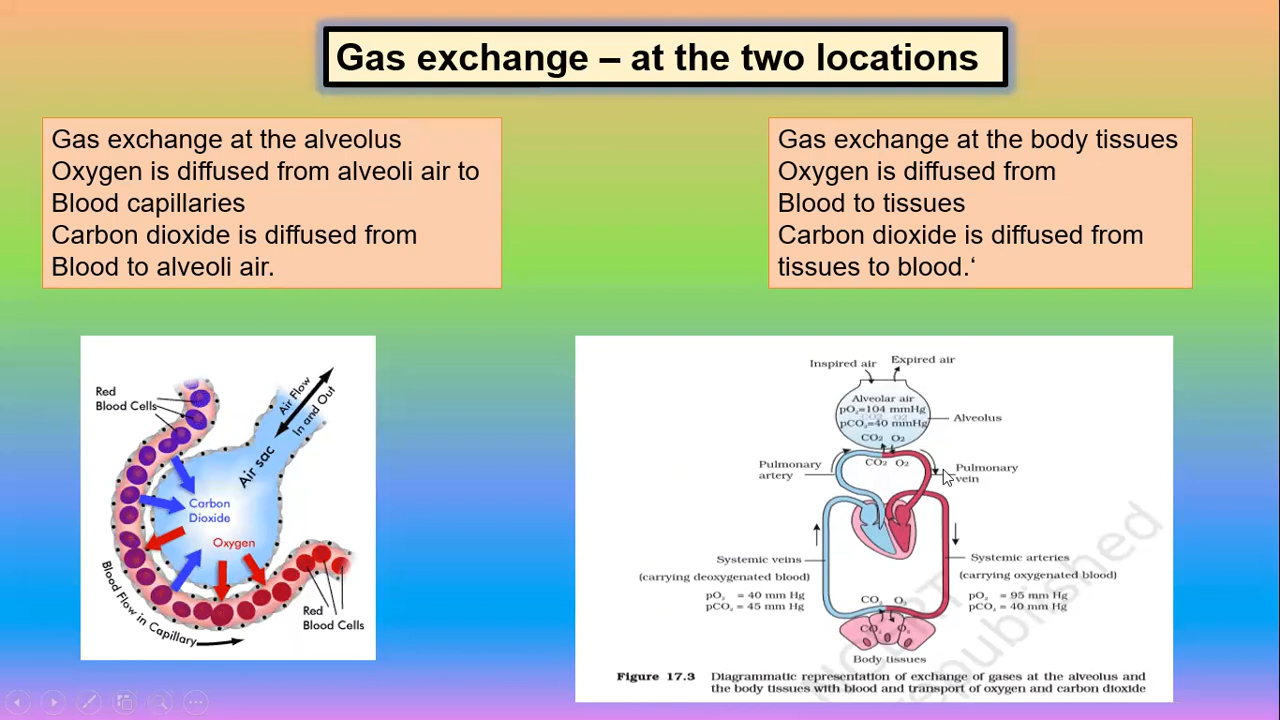 Gas exchange – at the two locations
Gas exchange at the alveolus
Oxygen is diffused from alveoli air to
Blood capillaries
Carbon dioxide is diffused from
Blood to alveoli air.
Gas exchange at the body tissues
Oxygen is diffused from
Blood to tissues
Carbon dioxide is diffused from
tissues to blood.‘
Red
Blood Cells
Air Flow
In and Out
Air sac
Carbon
Dioxide
Oxygen
Blood Flow in Capillary
Red
Blood Cells
Inspired air
Expired air
Alveolar air
pO₂=104 mmHg
pCO₂=40 mmHg
CO2 O2
Alveolus
CO2 O2
Pulmonary
artery
Pulmonary
vein
Systemic veins
(carrying deoxygenated blood)
pO₂ = 40 mm Hg
pCO₂ = 45 mm Hg
Systemic arteries
(carrying oxygenated blood)
pO₂ = 95 mm Hg
pCO₂ = 40 mm Hg
CO₂ O₂
CO₂ O₂
Body tissues
Figure 17.3 Diagrammatic representation of exchange of gases at the alveolus and
the body tissues with blood and transport of oxygen and carbon dioxide